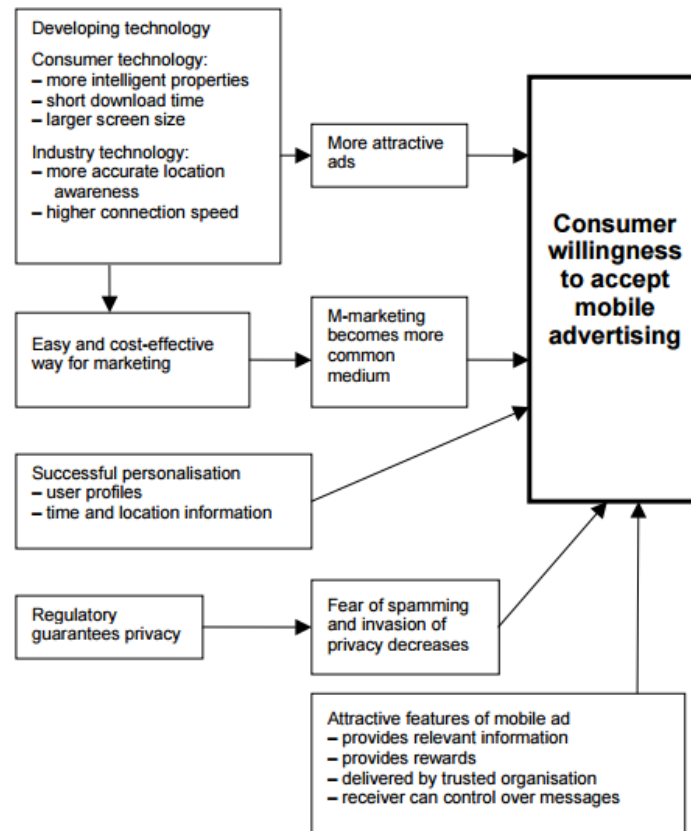 Developing technology
Consumer technology:
– more intelligent properties
– short download time
– larger screen size
Industry technology:
– more accurate location
awareness
– higher connection speed
More attractive
ads
Consumer
willingness
to accept
mobile
advertising
Easy and cost-effective
way for marketing
M-marketing
becomes more
common
medium
Successful personalisation
– user profiles
– time and location information
Regulatory
guarantees privacy
Fear of spamming
and invasion of
privacy decreases
Attractive features of mobile ad
– provides relevant information
– provides rewards
– delivered by trusted organisation
– receiver can control over messages